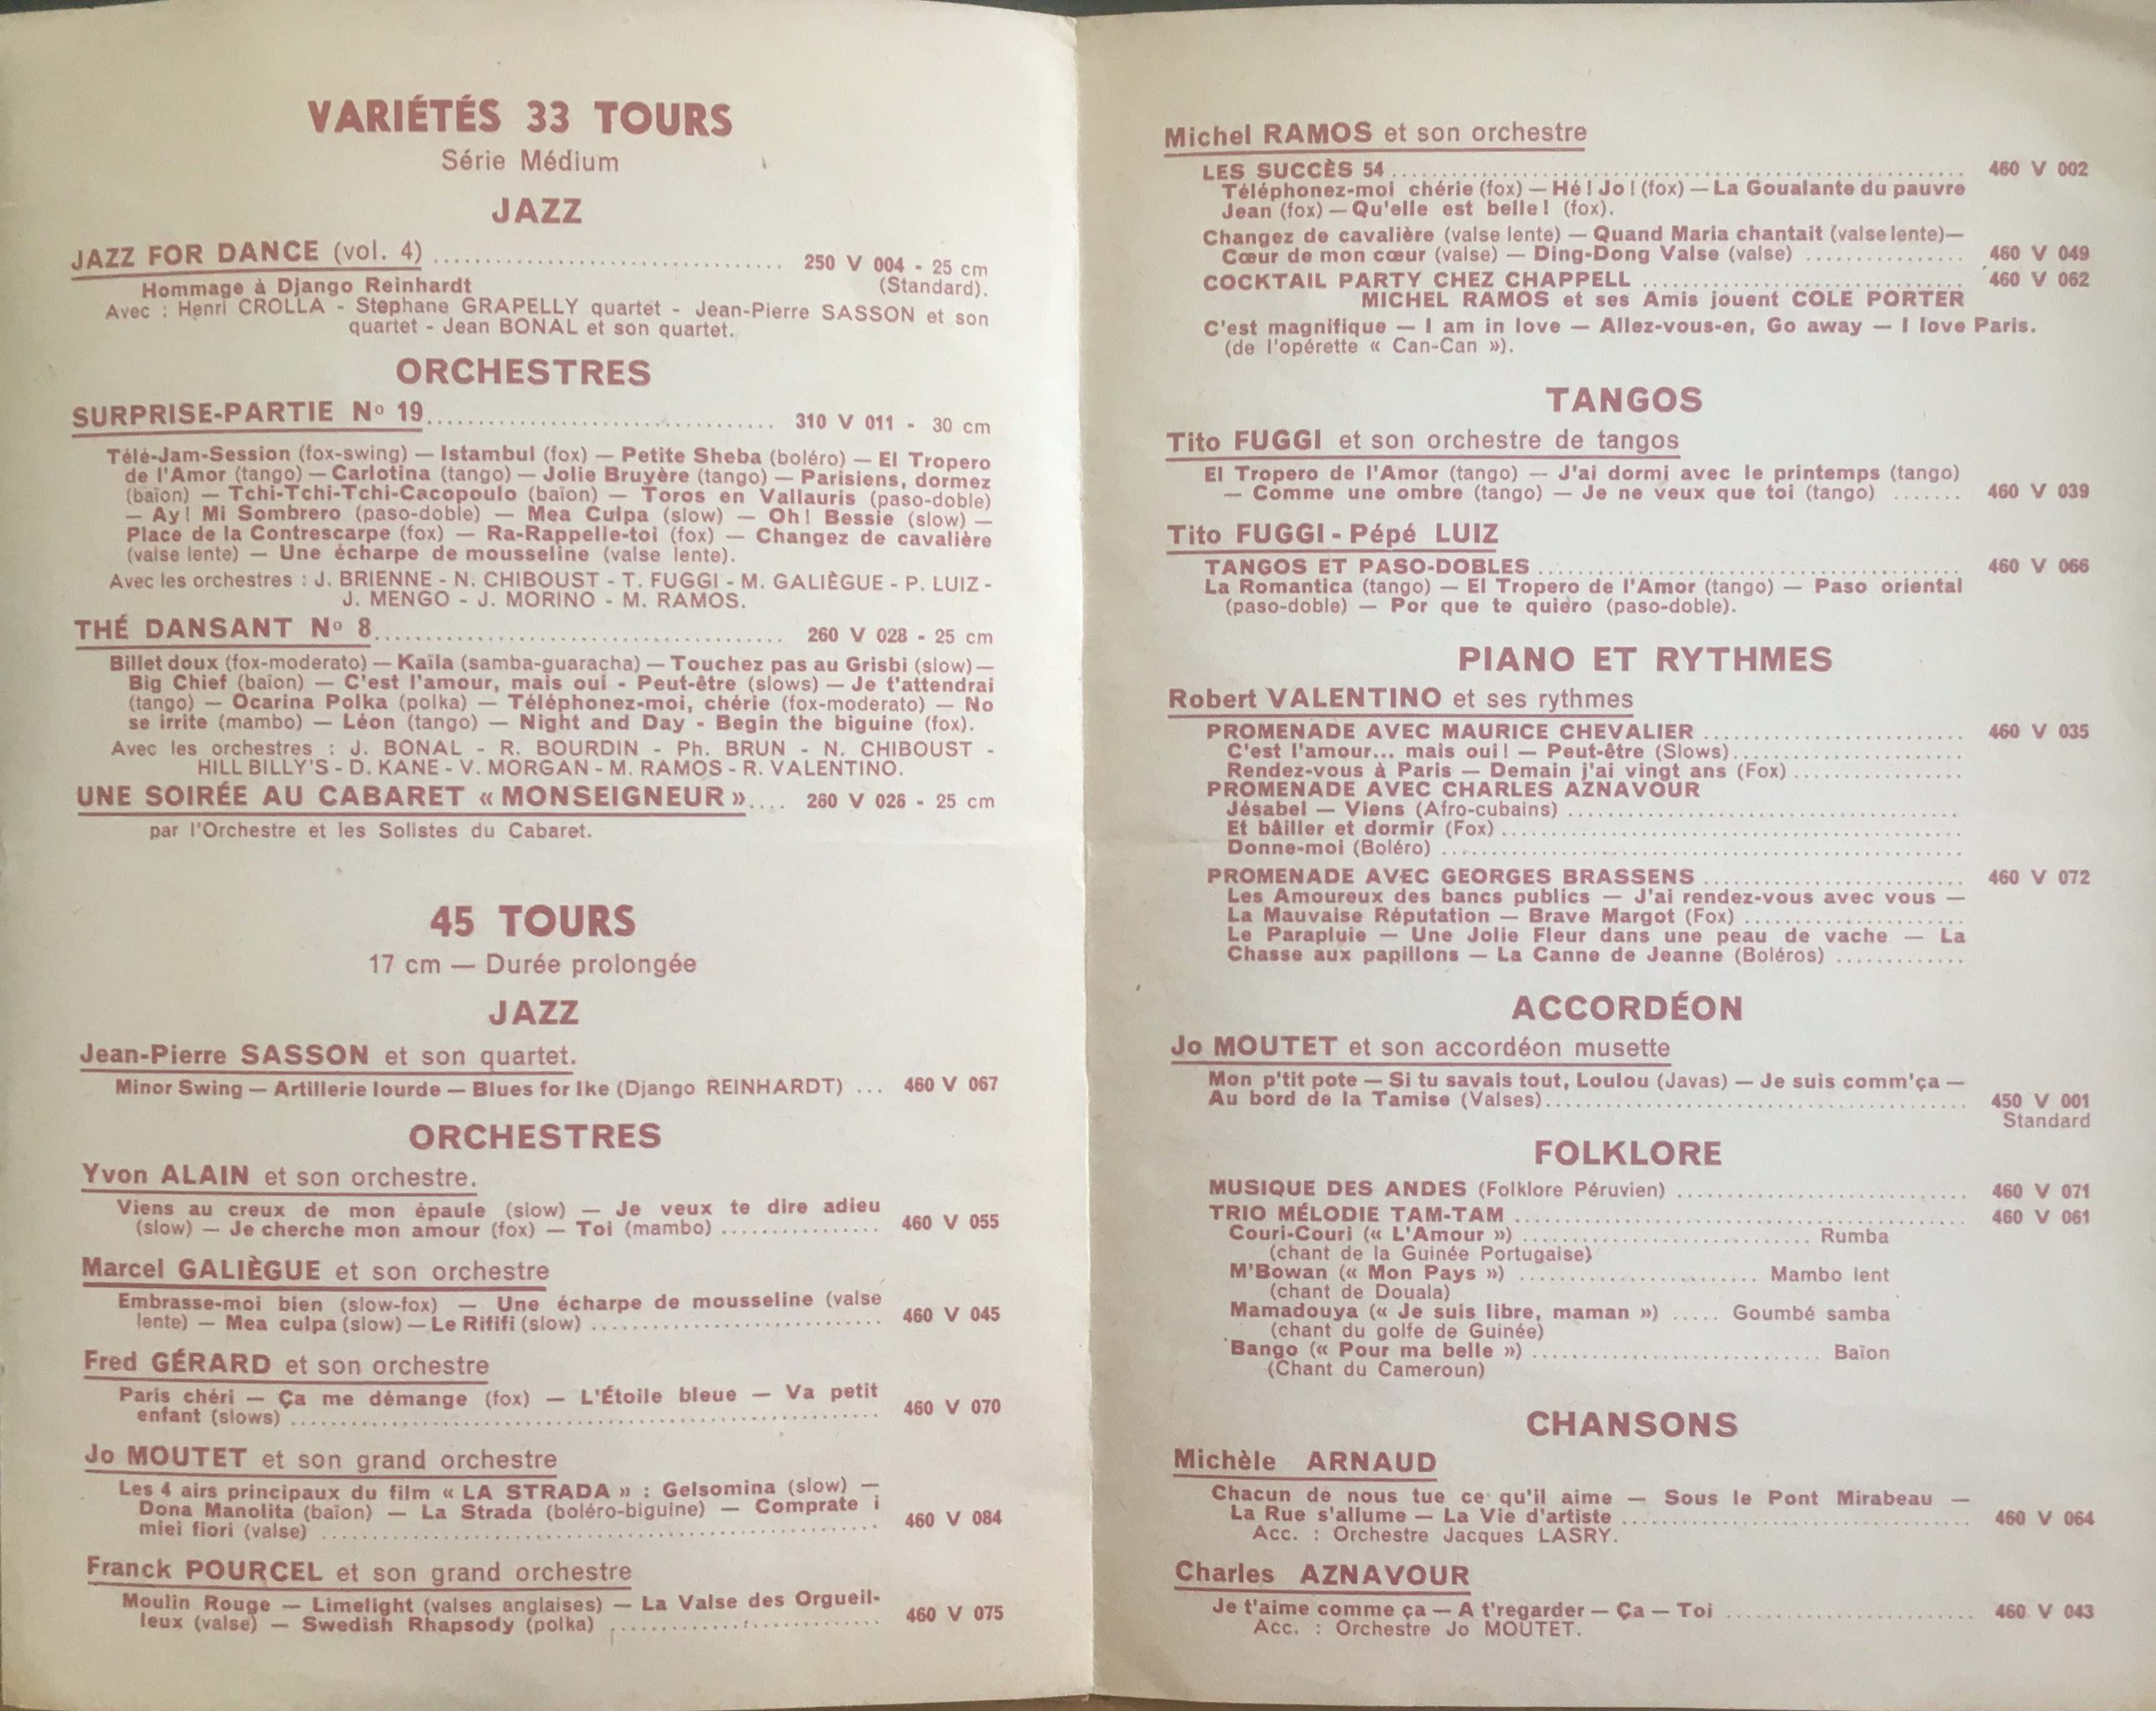 VARIÉTÉS 33 TOURS
Série Médium
JAZZ
JAZZ FOR DANCE (vol. 4) .................................. 250 V 004 - 25 cm
Hommage à Django Reinhardt (Standard).
Avec : Henri CROLLA - Stephane GRAPELLY quartet - Jean-Pierre SASSON et son
quartet - Jean BONAL et son quartet.
ORCHESTRES
SURPRISE-PARTIE No 19 .................................. 310 V 011 - 30 cm
Télé-Jam-Session (fox-swing) — Istambul (fox) — Petite Sheba (boléro) — El Tropero
de l'Amor (tango) — Carlotina (tango) — Jolie Bruyère (tango) — Parisiens, dormez
(baïon) — Tchi-Tchi-Tchi-Cacopoulo (baïon) — Toros en Vallauris (paso-doble)
— Ay! Mi Sombrero (paso-doble) — Mea Culpa (slow) — Oh! Bessie (slow) —
Place de la Contrescarpe (fox) — Ra-Rappelle-toi (fox) — Changez de cavalière
(valse lente) — Une écharpe de mousseline (valse lente).
Avec les orchestres : J. BRIENNE - N. CHIBOUST - T. FUGGI - M. GALIÈGUE - P. LUIZ -
J. MENGO - J. MORINO - M. RAMOS.
THÉ DANSANT No 8 .................................. 260 V 028 - 25 cm
Billet doux (fox-moderato) — Kaïla (samba-guaracha) — Touchez pas au Grisbi (slow) —
Big Chief (baïon) — C'est l'amour, mais oui - Peut-être (slows) — Je t'attendrai
(tango) — Ocarina Polka (polka) — Téléphonez-moi, chérie (fox-moderato) — No
se irrite (mambo) — Léon (tango) — Night and Day - Begin the biguine (fox).
Avec les orchestres : J. BONAL - R. BOURDIN - Ph. BRUN - N. CHIBOUST -
HILL BILLY'S - D. KANE - V. MORGAN - M. RAMOS - R. VALENTINO.
UNE SOIRÉE AU CABARET « MONSEIGNEUR » .... 260 V 026 - 25 cm
par l'Orchestre et les Solistes du Cabaret.
45 TOURS
17 cm — Durée prolongée
JAZZ
Jean-Pierre SASSON et son quartet.
Minor Swing — Artillerie lourde — Blues for Ike (Django REINHARDT) ... 460 V 067
ORCHESTRES
Yvon ALAIN et son orchestre.
Viens au creux de mon épaule (slow) — Je veux te dire adieu
(slow) — Je cherche mon amour (fox) — Toi (mambo) ................ 460 V 055
Marcel GALIÈGUE et son orchestre
Embrasse-moi bien (slow-fox) — Une écharpe de mousseline (valse
lente) — Mea culpa (slow) — Le Rififi (slow) ............................. 460 V 045
Fred GÉRARD et son orchestre
Paris chéri — Ça me démange (fox) — L'Étoile bleue — Va petit
enfant (slows) .......................................................... 460 V 070
Jo MOUTET et son grand orchestre
Les 4 airs principaux du film « LA STRADA » : Gelsomina (slow) —
Dona Manolita (baïon) — La Strada (boléro-biguine) — Comprate i
miei fiori (valse) ....................................................... 460 V 084
Franck POURCEL et son grand orchestre
Moulin Rouge — Limelight (valses anglaises) — La Valse des Orgueil-
leux (valse) — Swedish Rhapsody (polka) ........................... 460 V 075
Michel RAMOS et son orchestre
LES SUCCÈS 54 .......................................................... 460 V 002
Téléphonez-moi chérie (fox) — Hé! Jo! (fox) — La Goualante du pauvre
Jean (fox) — Qu'elle est belle! (fox).
Changez de cavalière (valse lente) — Quand Maria chantait (valse lente) —
Cœur de mon cœur (valse) — Ding-Dong Valse (valse) ................ 460 V 049
COCKTAIL PARTY CHEZ CHAPPELL ................................. 460 V 062
MICHEL RAMOS et ses Amis jouent COLE PORTER
C'est magnifique — I am in love — Allez-vous-en, Go away — I love Paris.
(de l'opérette « Can-Can »).
TANGOS
Tito FUGGI et son orchestre de tangos
El Tropero de l'Amor (tango) — J'ai dormi avec le printemps (tango)
— Comme une ombre (tango) — Je ne veux que toi (tango) ....... 460 V 039
Tito FUGGI - Pépé LUIZ
TANGOS ET PASO-DOBLES ........................................... 460 V 066
La Romantica (tango) — El Tropero de l'Amor (tango) — Paso oriental
(paso-doble) — Por que te quiero (paso-doble).
PIANO ET RYTHMES
Robert VALENTINO et ses rythmes
PROMENADE AVEC MAURICE CHEVALIER .......................... 460 V 035
C'est l'amour... mais oui! — Peut-être (Slows) .......................
Rendez-vous à Paris — Demain j'ai vingt ans (Fox) .................
PROMENADE AVEC CHARLES AZNAVOUR
Jésabel — Viens (Afro-cubains) .......................................
Et bâiller et dormir (Fox) ..............................................
Donne-moi (Boléro) ....................................................
PROMENADE AVEC GEORGES BRASSENS .......................... 460 V 072
Les Amoureux des bancs publics — J'ai rendez-vous avec vous —
La Mauvaise Réputation — Brave Margot (Fox) ......................
Le Parapluie — Une Jolie Fleur dans une peau de vache — La
Chasse aux papillons — La Canne de Jeanne (Boléros) .............
ACCORDÉON
Jo MOUTET et son accordéon musette
Mon p'tit pote — Si tu savais tout, Loulou (Javas) — Je suis comm'ça —
Au bord de la Tamise (Valses) .......................................... 450 V 001
Standard
FOLKLORE
MUSIQUE DES ANDES (Folklore Péruvien) ............................. 460 V 071
TRIO MÉLODIE TAM-TAM ............................................. 460 V 061
Couri-Couri (« L'Amour ») ................................ Rumba
(chant de la Guinée Portugaise)
M'Bowan (« Mon Pays ») ........................ Mambo lent
(chant de Douala)
Mamadouya (« Je suis libre, maman ») ..... Goumbé samba
(chant du golfe de Guinée)
Bango (« Pour ma belle ») ............................. Baïon
(Chant du Cameroun)
CHANSONS
Michèle ARNAUD
Chacun de nous tue ce qu'il aime — Sous le Pont Mirabeau —
La Rue s'allume — La Vie d'artiste ................................... 460 V 064
Acc. : Orchestre Jacques LASRY.
Charles AZNAVOUR
Je t'aime comme ça — A t'regarder — Ça — Toi ......................... 460 V 043
Acc. : Orchestre Jo MOUTET.